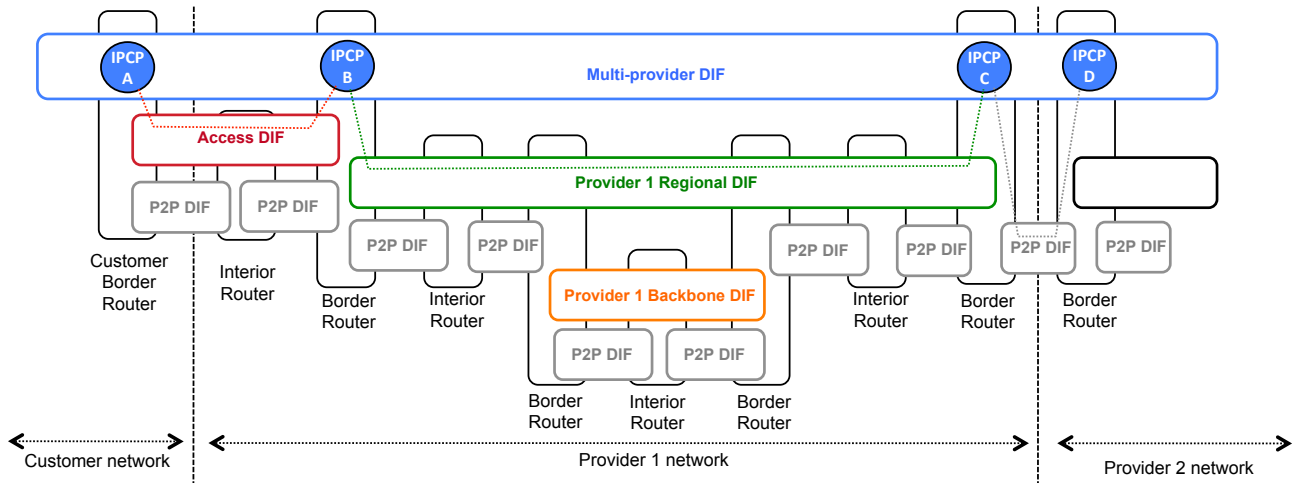 IPCP
A
IPCP
B
Multi-provider DIF
IPCP
C
IPCP
D
Access DIF
Provider 1 Regional DIF
P2P DIF
P2P DIF
P2P DIF
P2P DIF
P2P DIF
P2P DIF
P2P DIF
P2P DIF
Customer
Border
Router
Interior
Router
Border
Router
Interior
Router
Provider 1 Backbone DIF
Interior
Router
Border
Router
Border
Router
P2P DIF
P2P DIF
Border
Router
Interior
Router
Border
Router
Customer network
Provider 1 network
Provider 2 network